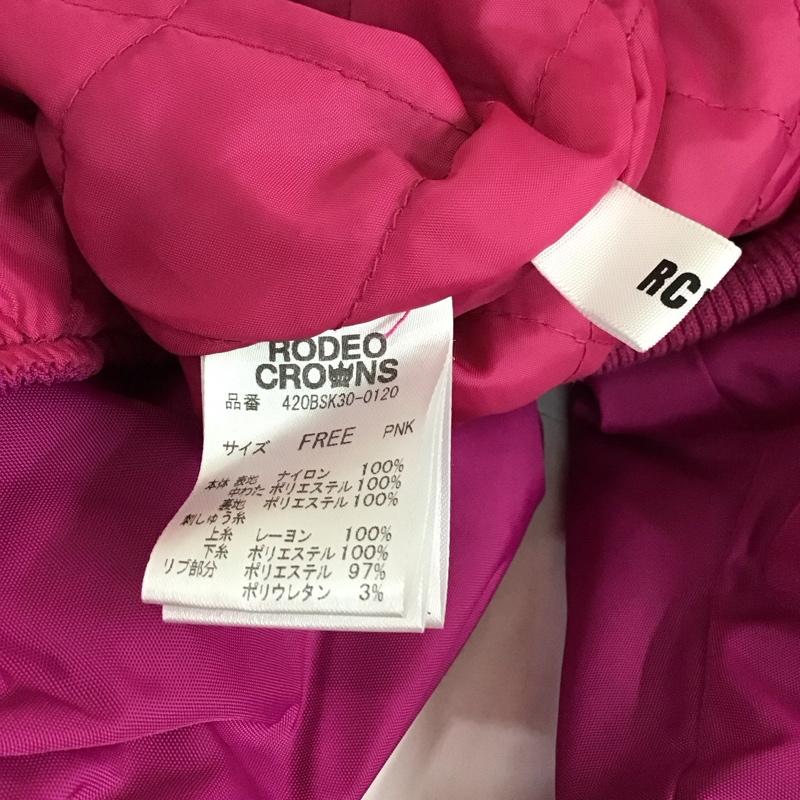 RODEO
CROWNS
品番 420BSK30-0120
サイズ FREE PNK
本体 表地 ナイロン 100%
中わた ポリエステル 100%
裏地 ポリエステル 100%
刺しゅう糸
上糸 レーヨン 100%
下糸 ポリエステル 100%
リブ部分 ポリエステル 97%
ポリウレタン 3%
RC